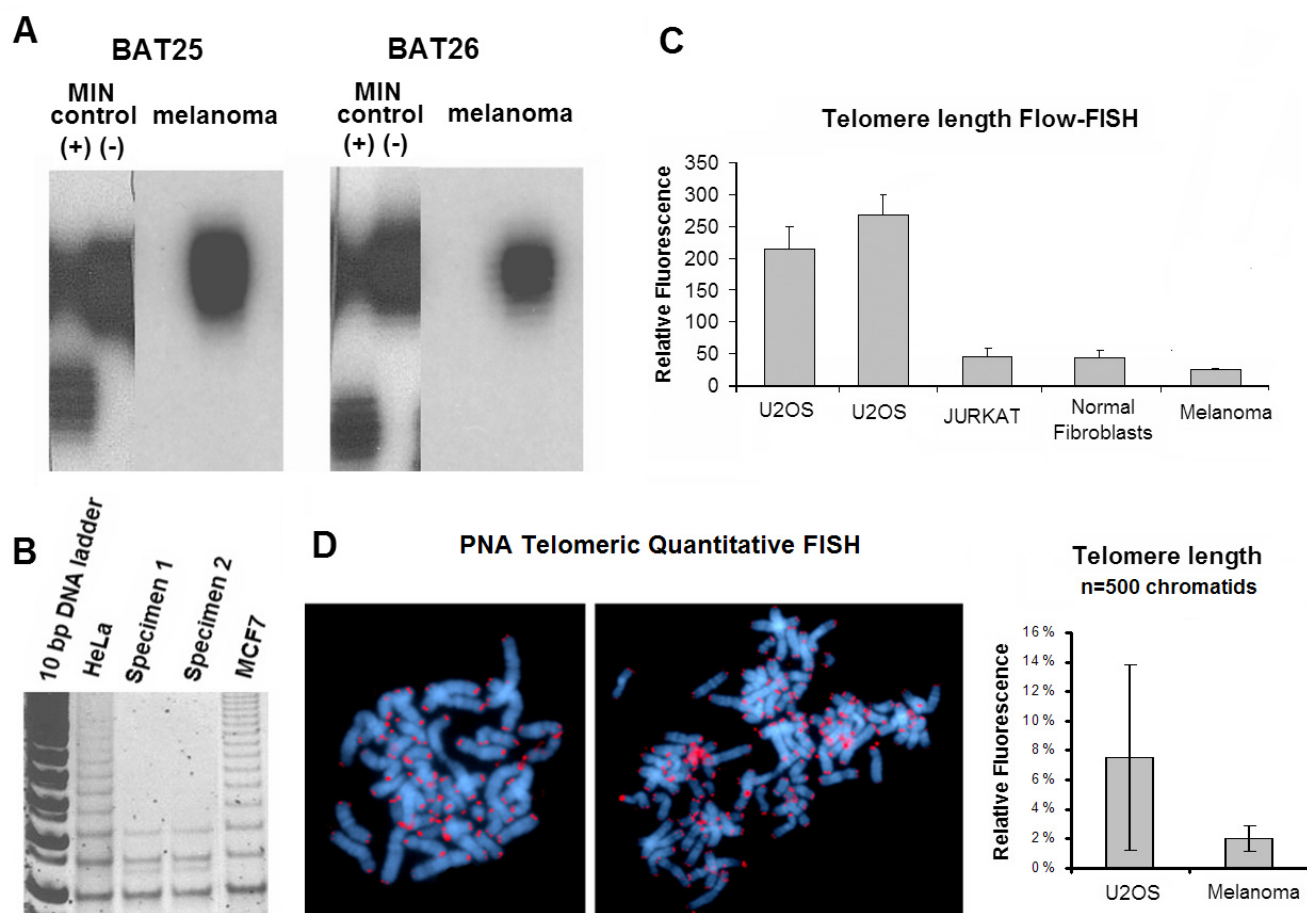 A
BAT25
BAT26
MIN
control
(+) (-)
melanoma
MIN
control
(+) (-)
melanoma
C
Telomere length Flow-FISH
Relative Fluorescence
350
300
250
200
150
100
50
0
U2OS
U2OS
JURKAT
Normal
Fibroblasts
Melanoma
B
10 bp DNA ladder
HeLa
Specimen 1
Specimen 2
MCF7
D
PNA Telomeric Quantitative FISH
Telomere length
n=500 chromatids
Relative Fluorescence
16 %
14 %
12 %
10 %
8 %
6 %
4 %
2 %
0 %
U2OS
Melanoma